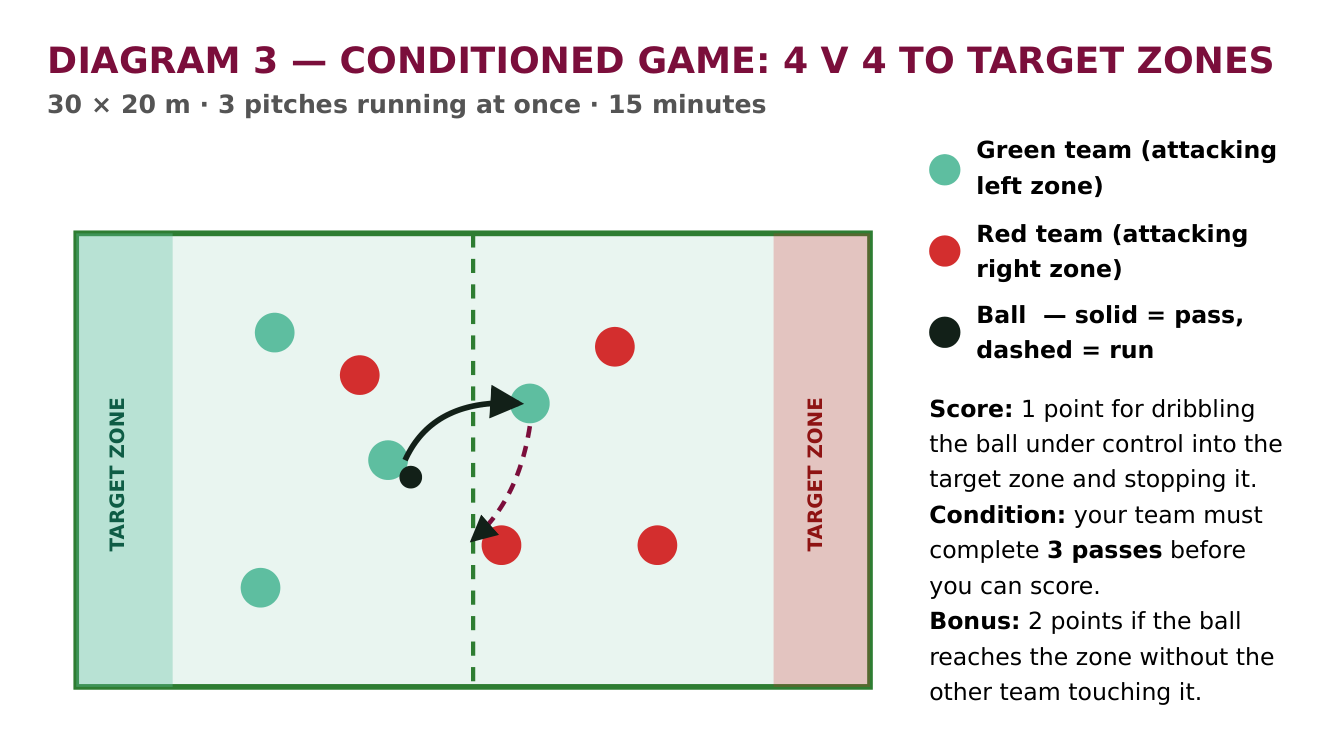 DIAGRAM 3 — CONDITIONED GAME: 4 V 4 TO TARGET ZONES
30 × 20 m · 3 pitches running at once · 15 minutes
Green team (attacking
left zone)
Red team (attacking
right zone)
Ball — solid = pass,
dashed = run
TARGET ZONE
TARGET ZONE
Score: 1 point for dribbling
the ball under control into the
target zone and stopping it.
Condition: your team must
complete 3 passes before
you can score.
Bonus: 2 points if the ball
reaches the zone without the
other team touching it.